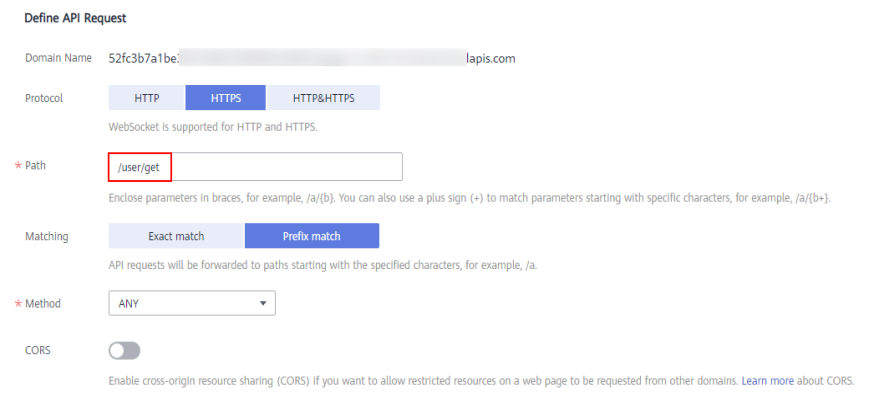 Define API Request
Domain Name 52fc3b7a1be lapis.com
Protocol HTTP HTTPS HTTP&HTTPS
WebSocket is supported for HTTP and HTTPS.
* Path /user/get
Enclose parameters in braces, for example, /a/{b}. You can also use a plus sign (+) to match parameters starting with specific characters, for example, /a/{b+}.
Matching Exact match Prefix match
API requests will be forwarded to paths starting with the specified characters, for example, /a.
* Method ANY
CORS
Enable cross-origin resource sharing (CORS) if you want to allow restricted resources on a web page to be requested from other domains. Learn more about CORS.